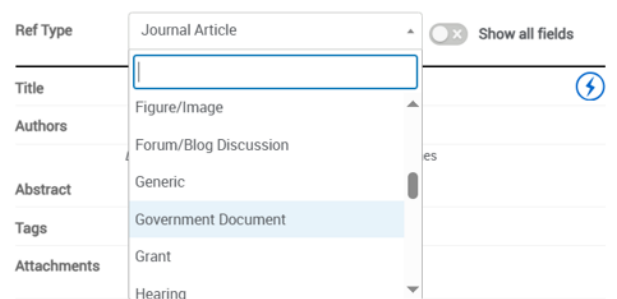 Ref Type
Journal Article
Show all fields
Title
Figure/Image
Authors
Forum/Blog Discussion
Generic
Abstract
Government Document
Tags
Grant
Attachments
Hearing